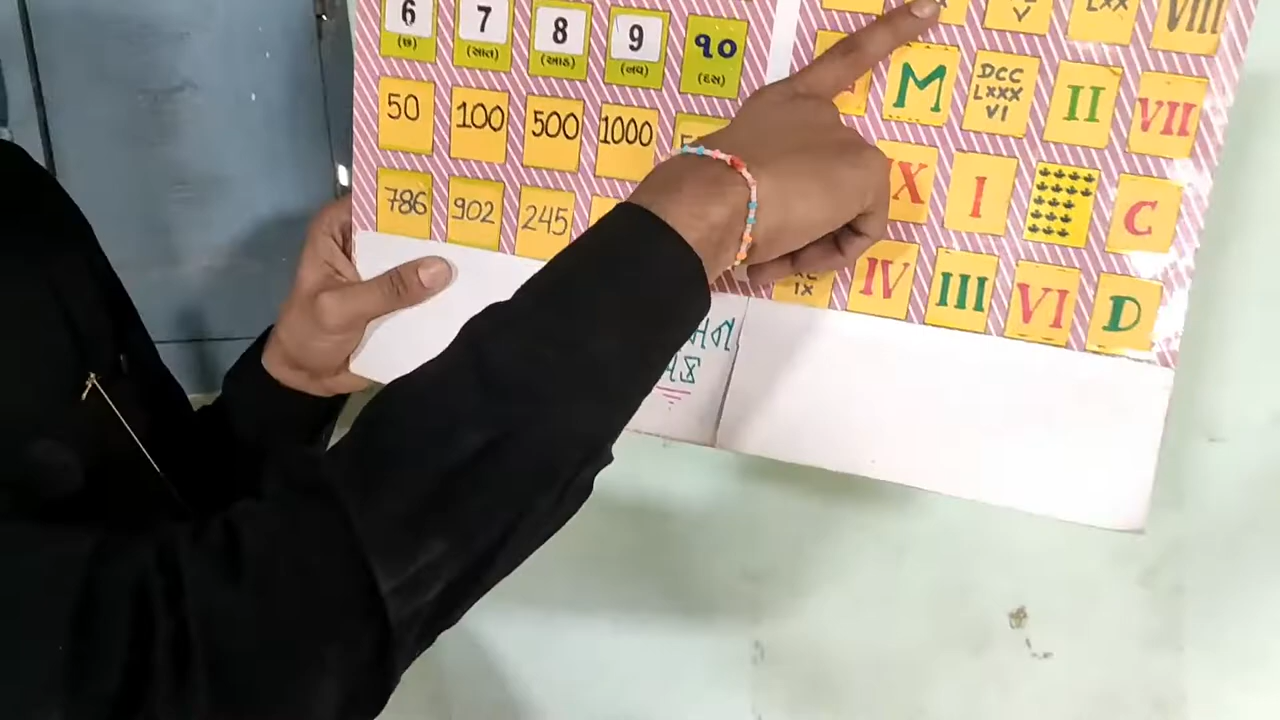 6 7 8 9 ૧૦
(છ) (સાત) (આઠ) (નવ) (દસ)
50 100 500 1000
786 902 245
V LXX VIII
M DCC LXXX VI II VII
X I C
IX IV III VI D